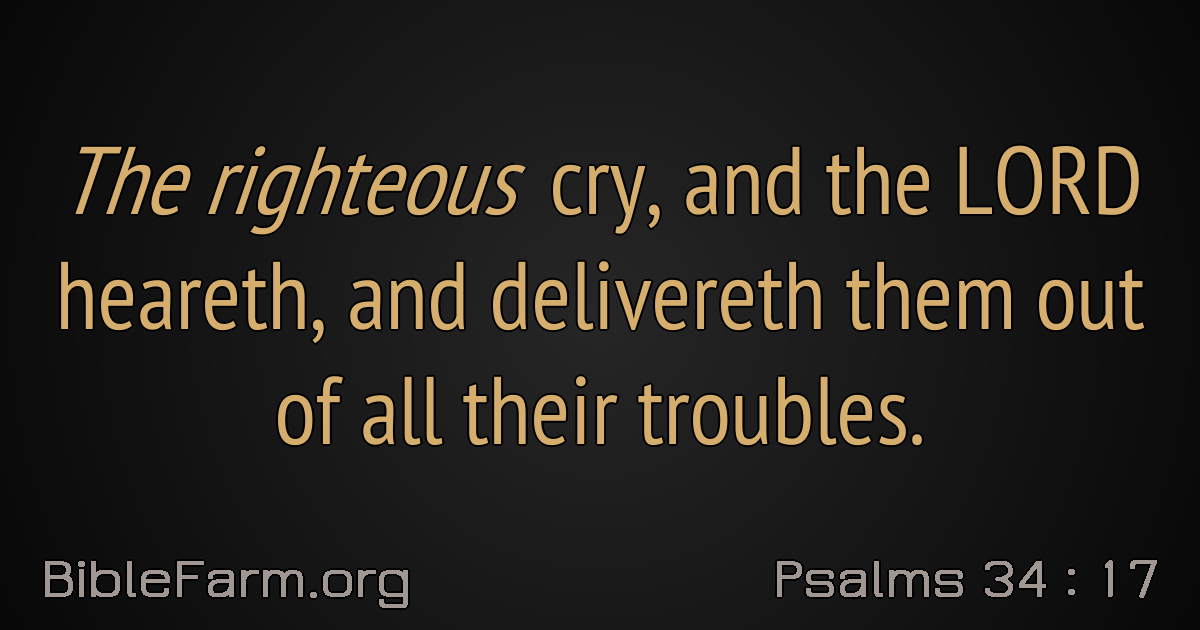 The righteous cry, and the LORD
heareth, and delivereth them out
of all their troubles.
BibleFarm.org
Psalms 34 : 17